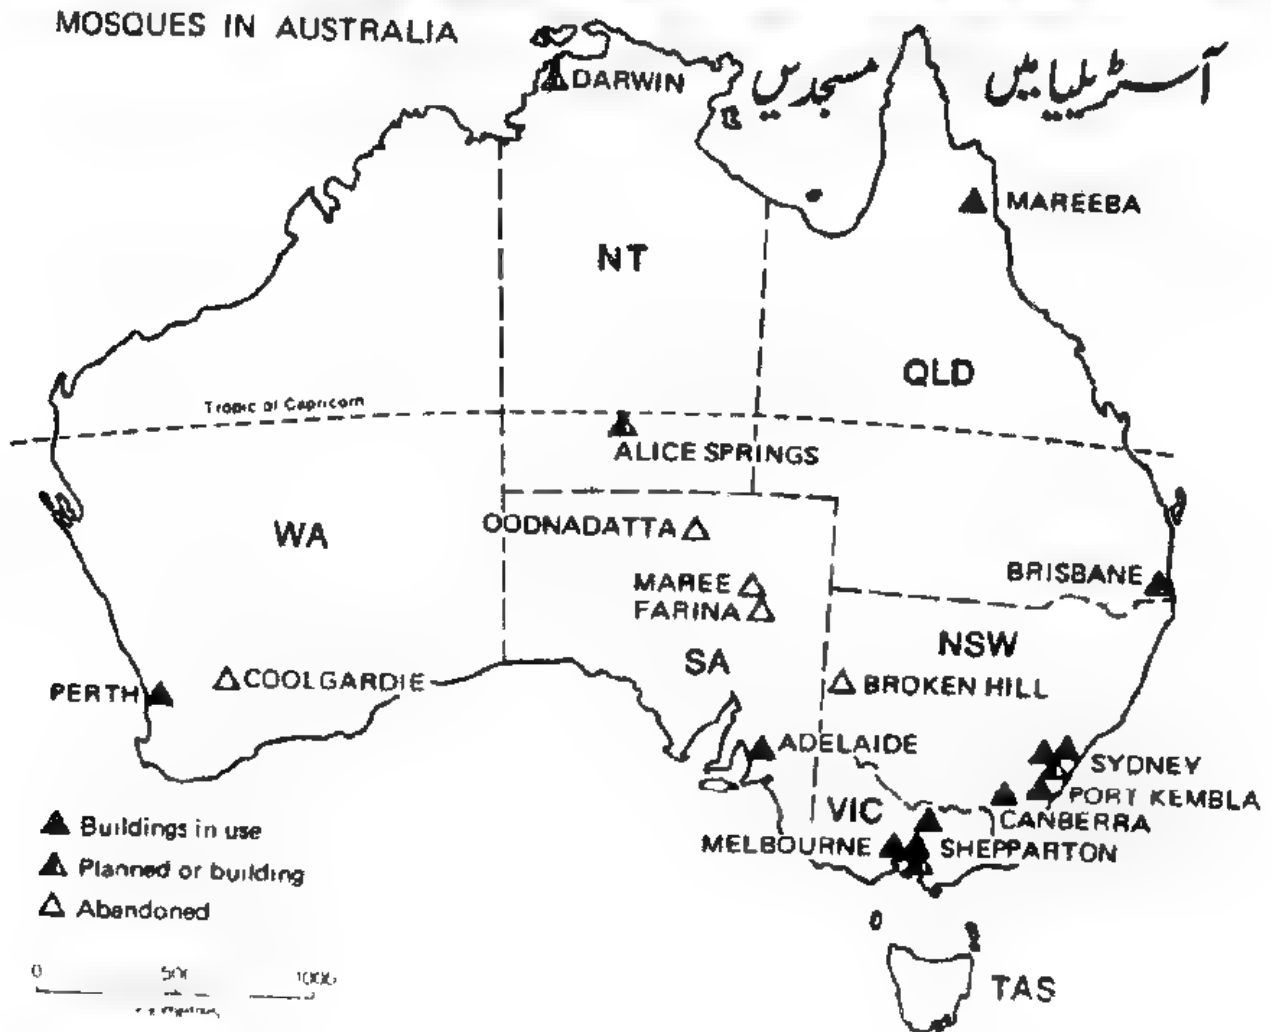 MOSQUES IN AUSTRALIA
آسٹریلیا میں مسجدیں
DARWIN
MAREEBA
NT
QLD
Tropic of Capricorn
ALICE SPRINGS
OODNADATTA
WA
MAREE
BRISBANE
FARINA
NSW
SA
PERTH
COOLGARDIE
BROKEN HILL
ADELAIDE
SYDNEY
PORT KEMBLA
VIC
CANBERRA
MELBOURNE
SHEPPARTON
Buildings in use
Planned or building
Abandoned
0 500 1000
TAS